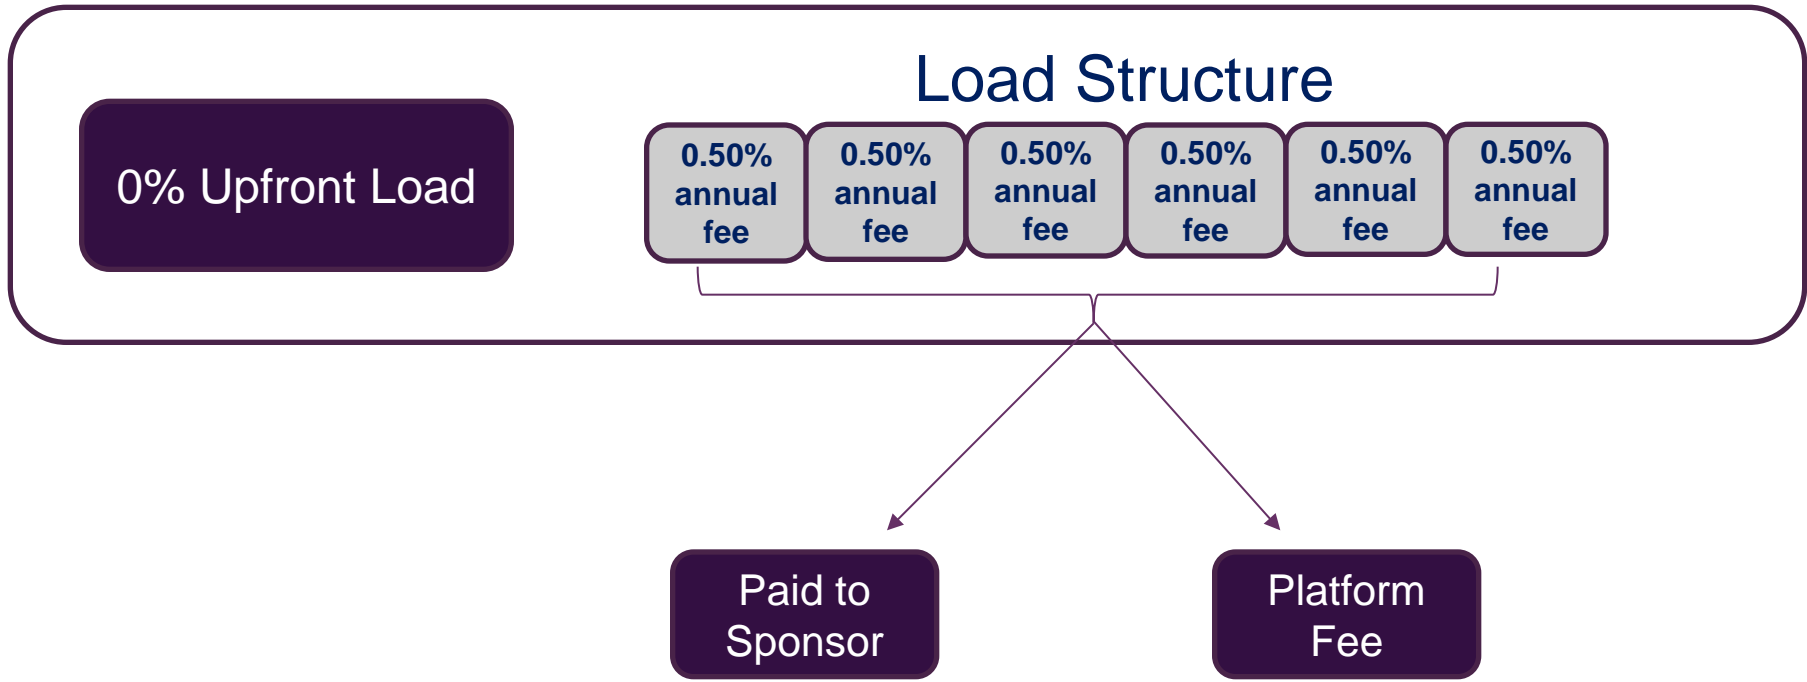 Load Structure
0% Upfront Load
0.50%
annual
fee
0.50%
annual
fee
0.50%
annual
fee
0.50%
annual
fee
0.50%
annual
fee
0.50%
annual
fee
Paid to
Sponsor
Platform
Fee